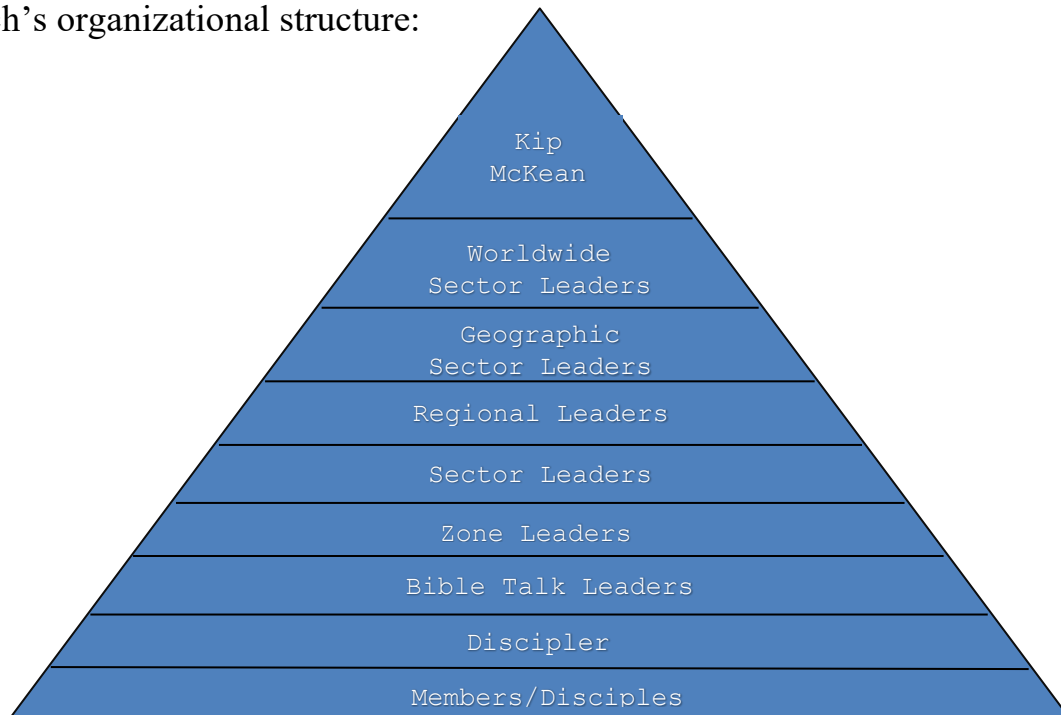 h’s organizational structure:
Kip
McKean
Worldwide
Sector Leaders
Geographic
Sector Leaders
Regional Leaders
Sector Leaders
Zone Leaders
Bible Talk Leaders
Discipler
Members/Disciples